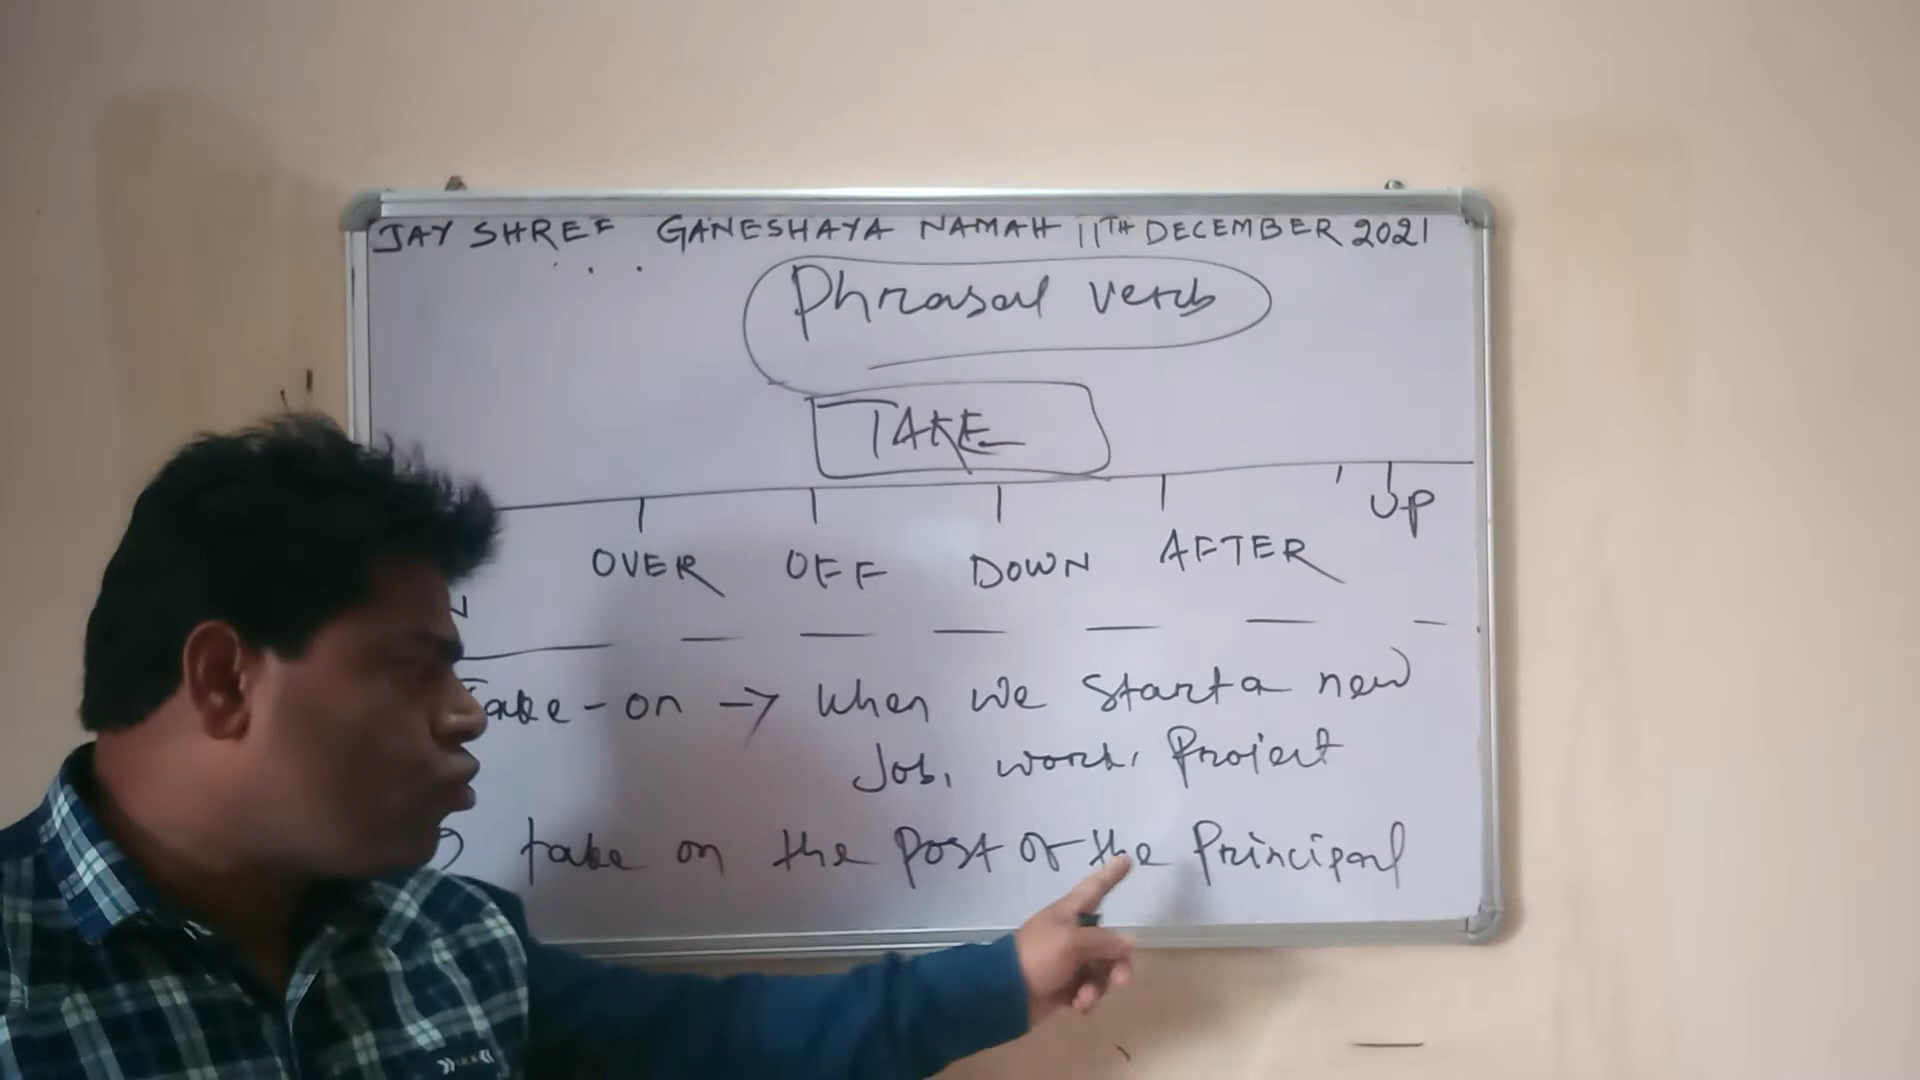 JAY SHREE GANESHAYA NAMAH 11TH DECEMBER 2021
Phrasal verb
TAKE
UP
OVER OFF DOWN AFTER
N
Take-on → When we start a new
Job, work, Project
take on the post of the Principal